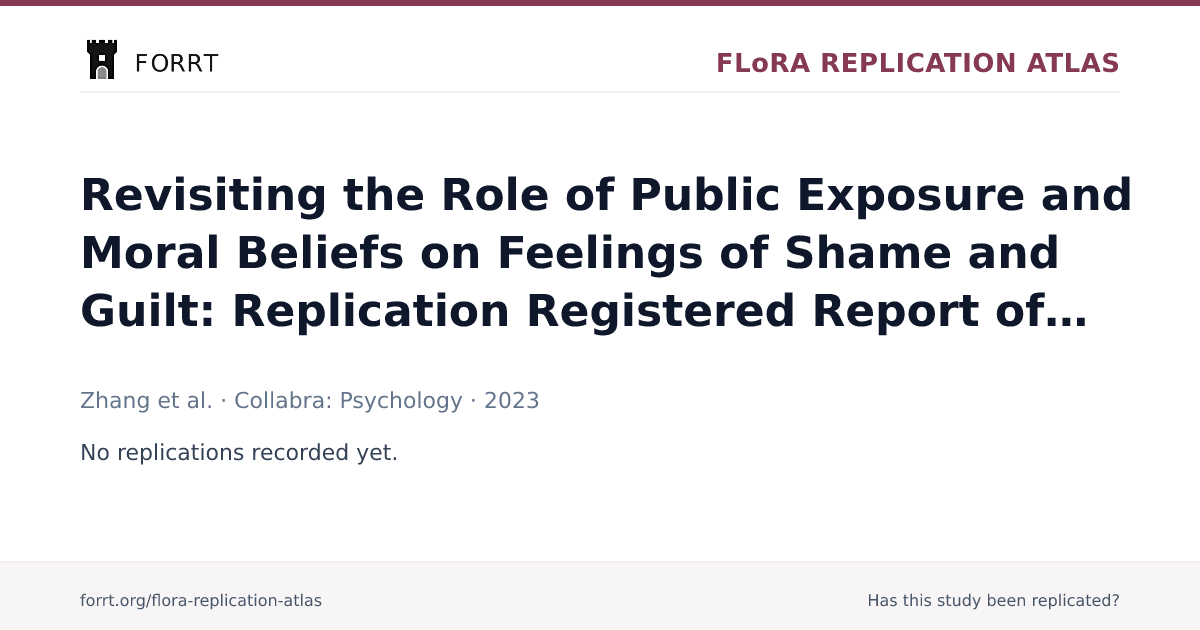 FORRT
FLoRA REPLICATION ATLAS
Revisiting the Role of Public Exposure and
Moral Beliefs on Feelings of Shame and
Guilt: Replication Registered Report of…
Zhang et al. · Collabra: Psychology · 2023
No replications recorded yet.
forrt.org/flora-replication-atlas
Has this study been replicated?